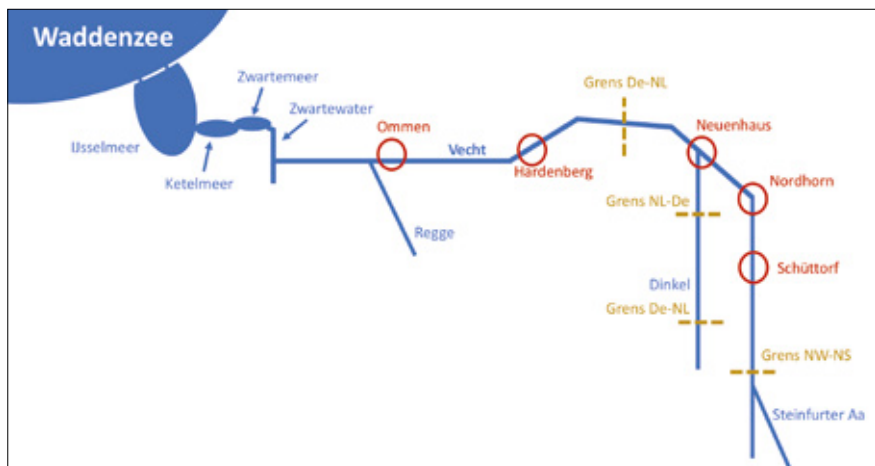 Waddenzee
Zwartemeer
Grens De-NL
Zwartewater
Ommen
Neuenhaus
IJsselmeer
Vecht
Hardenberg
Ketelmeer
Nordhorn
Grens NL-De
Regge
Schüttorf
Dinkel
Grens De-NL
Grens NW-NS
Steinfurter Aa